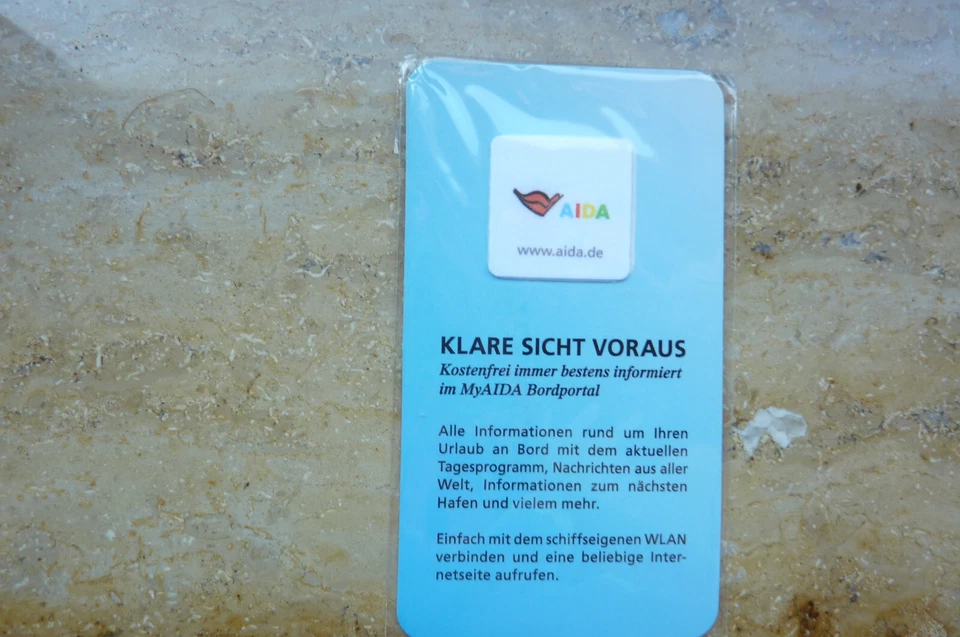 AIDA
www.aida.de
KLARE SICHT VORAUS
Kostenfrei immer bestens informiert
im MyAIDA Bordportal
Alle Informationen rund um Ihren
Urlaub an Bord mit dem aktuellen
Tagesprogramm, Nachrichten aus aller
Welt, Informationen zum nächsten
Hafen und vielem mehr.
Einfach mit dem schiffseigenen WLAN
verbinden und eine beliebige Inter-
netseite aufrufen.